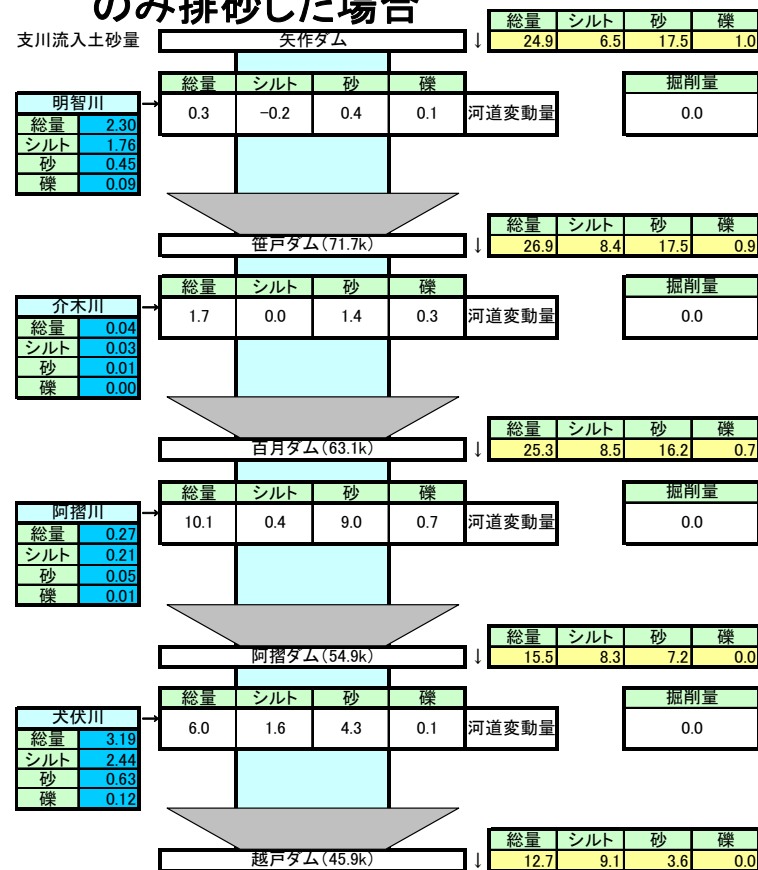 のみ排砂した場合
支川流入土砂量 矢作ダム ↓ 総量 シルト 砂 礫
24.9 6.5 17.5 1.0
総量 シルト 砂 礫 掘削量
明智川 → 0.3 −0.2 0.4 0.1 河道変動量 0.0
総量 2.30
シルト 1.76
砂 0.45
礫 0.09
総量 シルト 砂 礫
笹戸ダム(71.7k) ↓ 26.9 8.4 17.5 0.9
総量 シルト 砂 礫 掘削量
介木川 → 1.7 0.0 1.4 0.3 河道変動量 0.0
総量 0.04
シルト 0.03
砂 0.01
礫 0.00
総量 シルト 砂 礫
百月ダム(63.1k) ↓ 25.3 8.5 16.2 0.7
総量 シルト 砂 礫 掘削量
阿摺川 → 10.1 0.4 9.0 0.7 河道変動量 0.0
総量 0.27
シルト 0.21
砂 0.05
礫 0.01
総量 シルト 砂 礫
阿摺ダム(54.9k) ↓ 15.5 8.3 7.2 0.0
総量 シルト 砂 礫 掘削量
犬伏川 → 6.0 1.6 4.3 0.1 河道変動量 0.0
総量 3.19
シルト 2.44
砂 0.63
礫 0.12
総量 シルト 砂 礫
越戸ダム(45.9k) ↓ 12.7 9.1 3.6 0.0